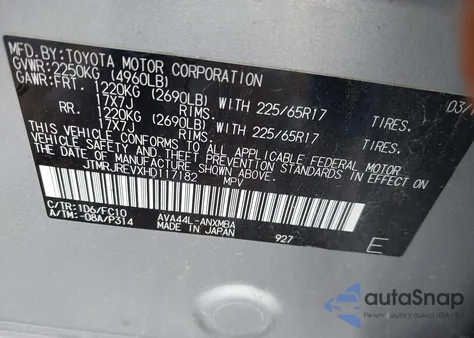 MFD.BY:TOYOTA MOTOR CORPORATION 03/
GVWR:2250KG (4960LB)
GAWR:FRT. 1220KG (2690LB) WITH 225/65R17 TIRES.
17X7J RIMS.
RR. 1220KG (2690LB) WITH 225/65R17 TIRES.
17X7J RIMS.
THIS VEHICLE CONFORMS TO ALL APPLICABLE FEDERAL MOTOR
VEHICLE SAFETY AND THEFT PREVENTION STANDARDS IN EFFECT ON
THE DATE OF MANUFACTURE SHOWN ABOVE.
JTMRJREVXHD117182 MPV
C/TR:1D6/FC10 AVA44L-ANXMBA
A/TM:-08A/P314 MADE IN JAPAN 927 E
autoSnap